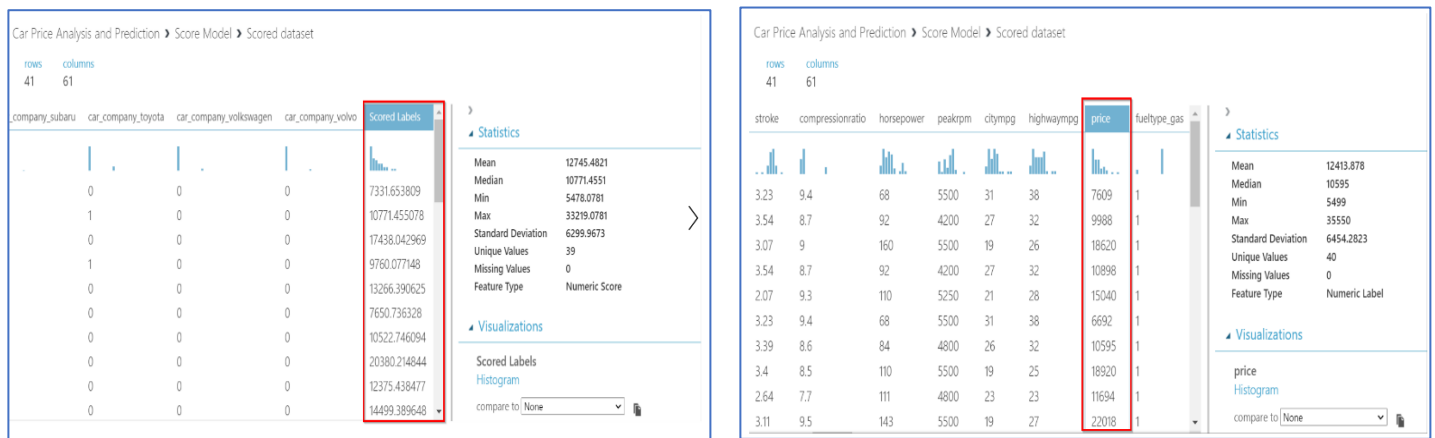 Car Price Analysis and Prediction > Score Model > Scored dataset
rows columns
41 61
_company_subaru car_company_toyota car_company_volkswagen car_company_volvo Scored Labels
0 0 0 7331.653809
1 0 0 10771.455078
0 0 0 17438.042969
1 0 0 9760.077148
0 0 0 13266.390625
0 0 0 7650.736328
0 0 0 10522.746094
0 0 0 20380.214844
0 0 0 12375.438477
0 0 0 14499.389648
Statistics
Mean 12745.4821
Median 10771.4551
Min 5478.0781
Max 33219.0781
Standard Deviation 6299.9673
Unique Values 39
Missing Values 0
Feature Type Numeric Score
Visualizations
Scored Labels
Histogram
compare to None
Car Price Analysis and Prediction > Score Model > Scored dataset
rows columns
41 61
stroke compressionratio horsepower peakrpm citympg highwaympg price fueltype_gas
3.23 9.4 68 5500 31 38 7609 1
3.54 8.7 92 4200 27 32 9988 1
3.07 9 160 5500 19 26 18620 1
3.54 8.7 92 4200 27 32 10898 1
2.07 9.3 110 5250 21 28 15040 1
3.23 9.4 68 5500 31 38 6692 1
3.39 8.6 84 4800 26 32 10595 1
3.4 8.5 110 5500 19 25 18920 1
2.64 7.7 111 4800 23 23 11694 1
3.11 9.5 143 5500 19 27 22018 1
Statistics
Mean 12413.878
Median 10595
Min 5499
Max 35550
Standard Deviation 6454.2823
Unique Values 40
Missing Values 0
Feature Type Numeric Label
Visualizations
price
Histogram
compare to None